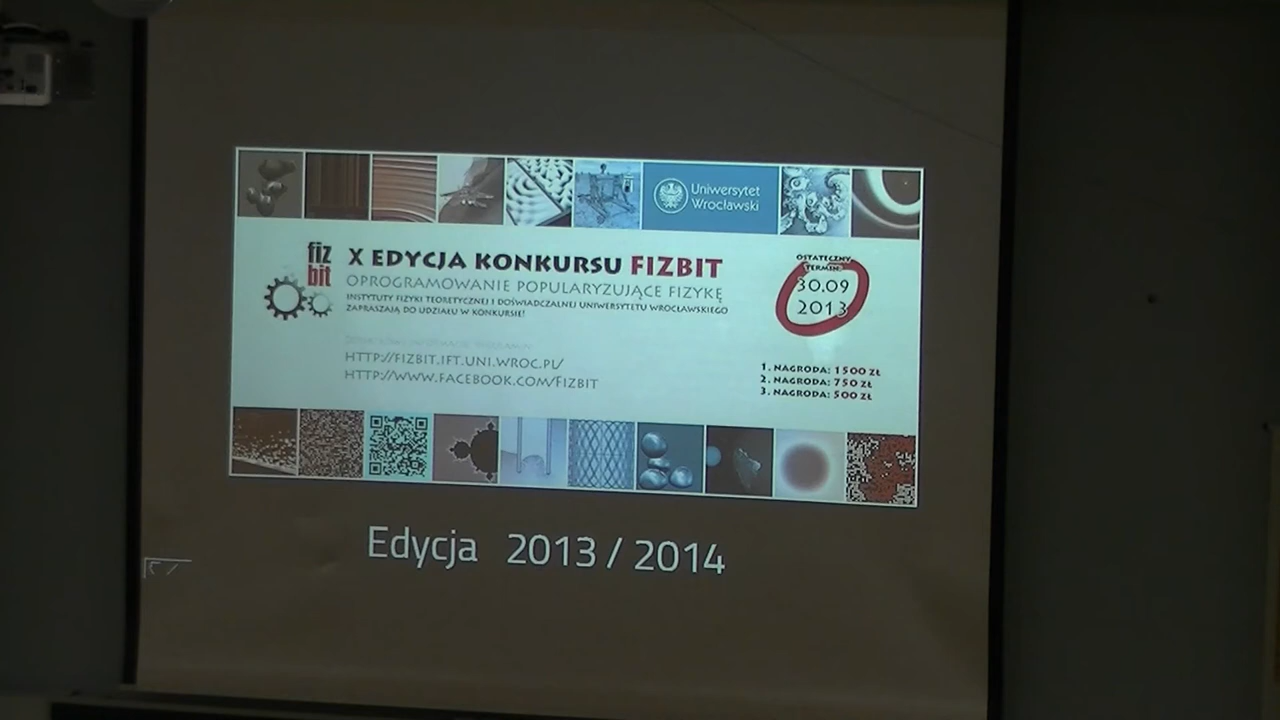 Uniwersytet
Wrocławski
fiz
bit
X EDYCJA KONKURSU FIZBIT
OPROGRAMOWANIE POPULARYZUJĄCE FIZYKĘ
INSTYTUTY FIZYKI TEORETYCZNEJ I DOŚWIADCZALNEJ UNIWERSYTETU WROCŁAWSKIEGO
ZAPRASZAJĄ DO UDZIAŁU W KONKURSIE!
OSTATECZNY
TERMIN:
30.09
2013
HTTP://FIZBIT.IFT.UNI.WROC.PL/
HTTP://WWW.FACEBOOK.COM/FIZBIT
1. NAGRODA: 1500 ZŁ
2. NAGRODA: 750 ZŁ
3. NAGRODA: 500 ZŁ
Edycja 2013 / 2014